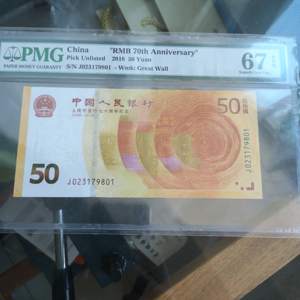 PMG
PAPER MONEY GUARANTY
China "RMB 70th Anniversary"
Pick Unlisted 2018 50 Yuan
S/N J023179801 - Wmk: Great Wall
67 EPQ
中国人民银行
50
50
J023179801